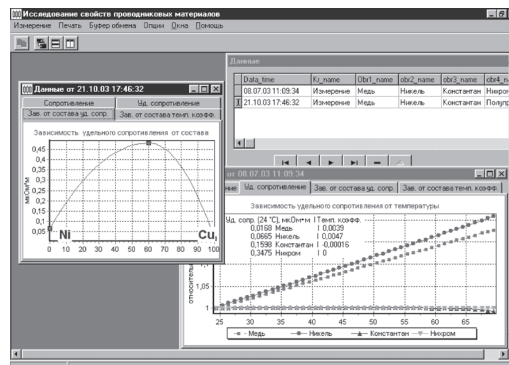 Исследование свойств проводниковых материалов
Измерение Печать Буфер обмена Опции Окна Помощь
Данные
Data_time Kr_name Obr1_name obr2_name obr3_name obr4_n
08.07.03 11:09:34 Измерение Медь Никель Константан Нихром
21.10.03 17:46:32 Измерение Медь Никель Константан Полупр
Данные от 21.10.03 17:46:32
Сопротивление Уд. сопротивление
Зав. от состава уд. сопр. Зав. от состава темп. коэфф.
Зависимость удельного сопротивления от состава
мкОм*м
0,45
0,4
0,35
0,3
0,25
0,2
0,15
0,1
0,05
Ni Cu
0 10 20 30 40 50 60 70 80 90 100
от 08.07.03 11:09:34
ние Уд. сопротивление Зав. от состава уд. сопр. Зав. от состава темп. коэфф.
Зависимость удельного сопротивления от температуры
Уд. сопр. (24 °C), мкОм*м | Темп. коэфф.
0,0168 Медь | 0,0039
0,0665 Никель | 0,0047
0,1598 Константан | -0,00016
0,3475 Нихром | 0
относительн
1,05
1
25 30 35 40 45 50 55 60 65
Медь Никель Константан Нихром